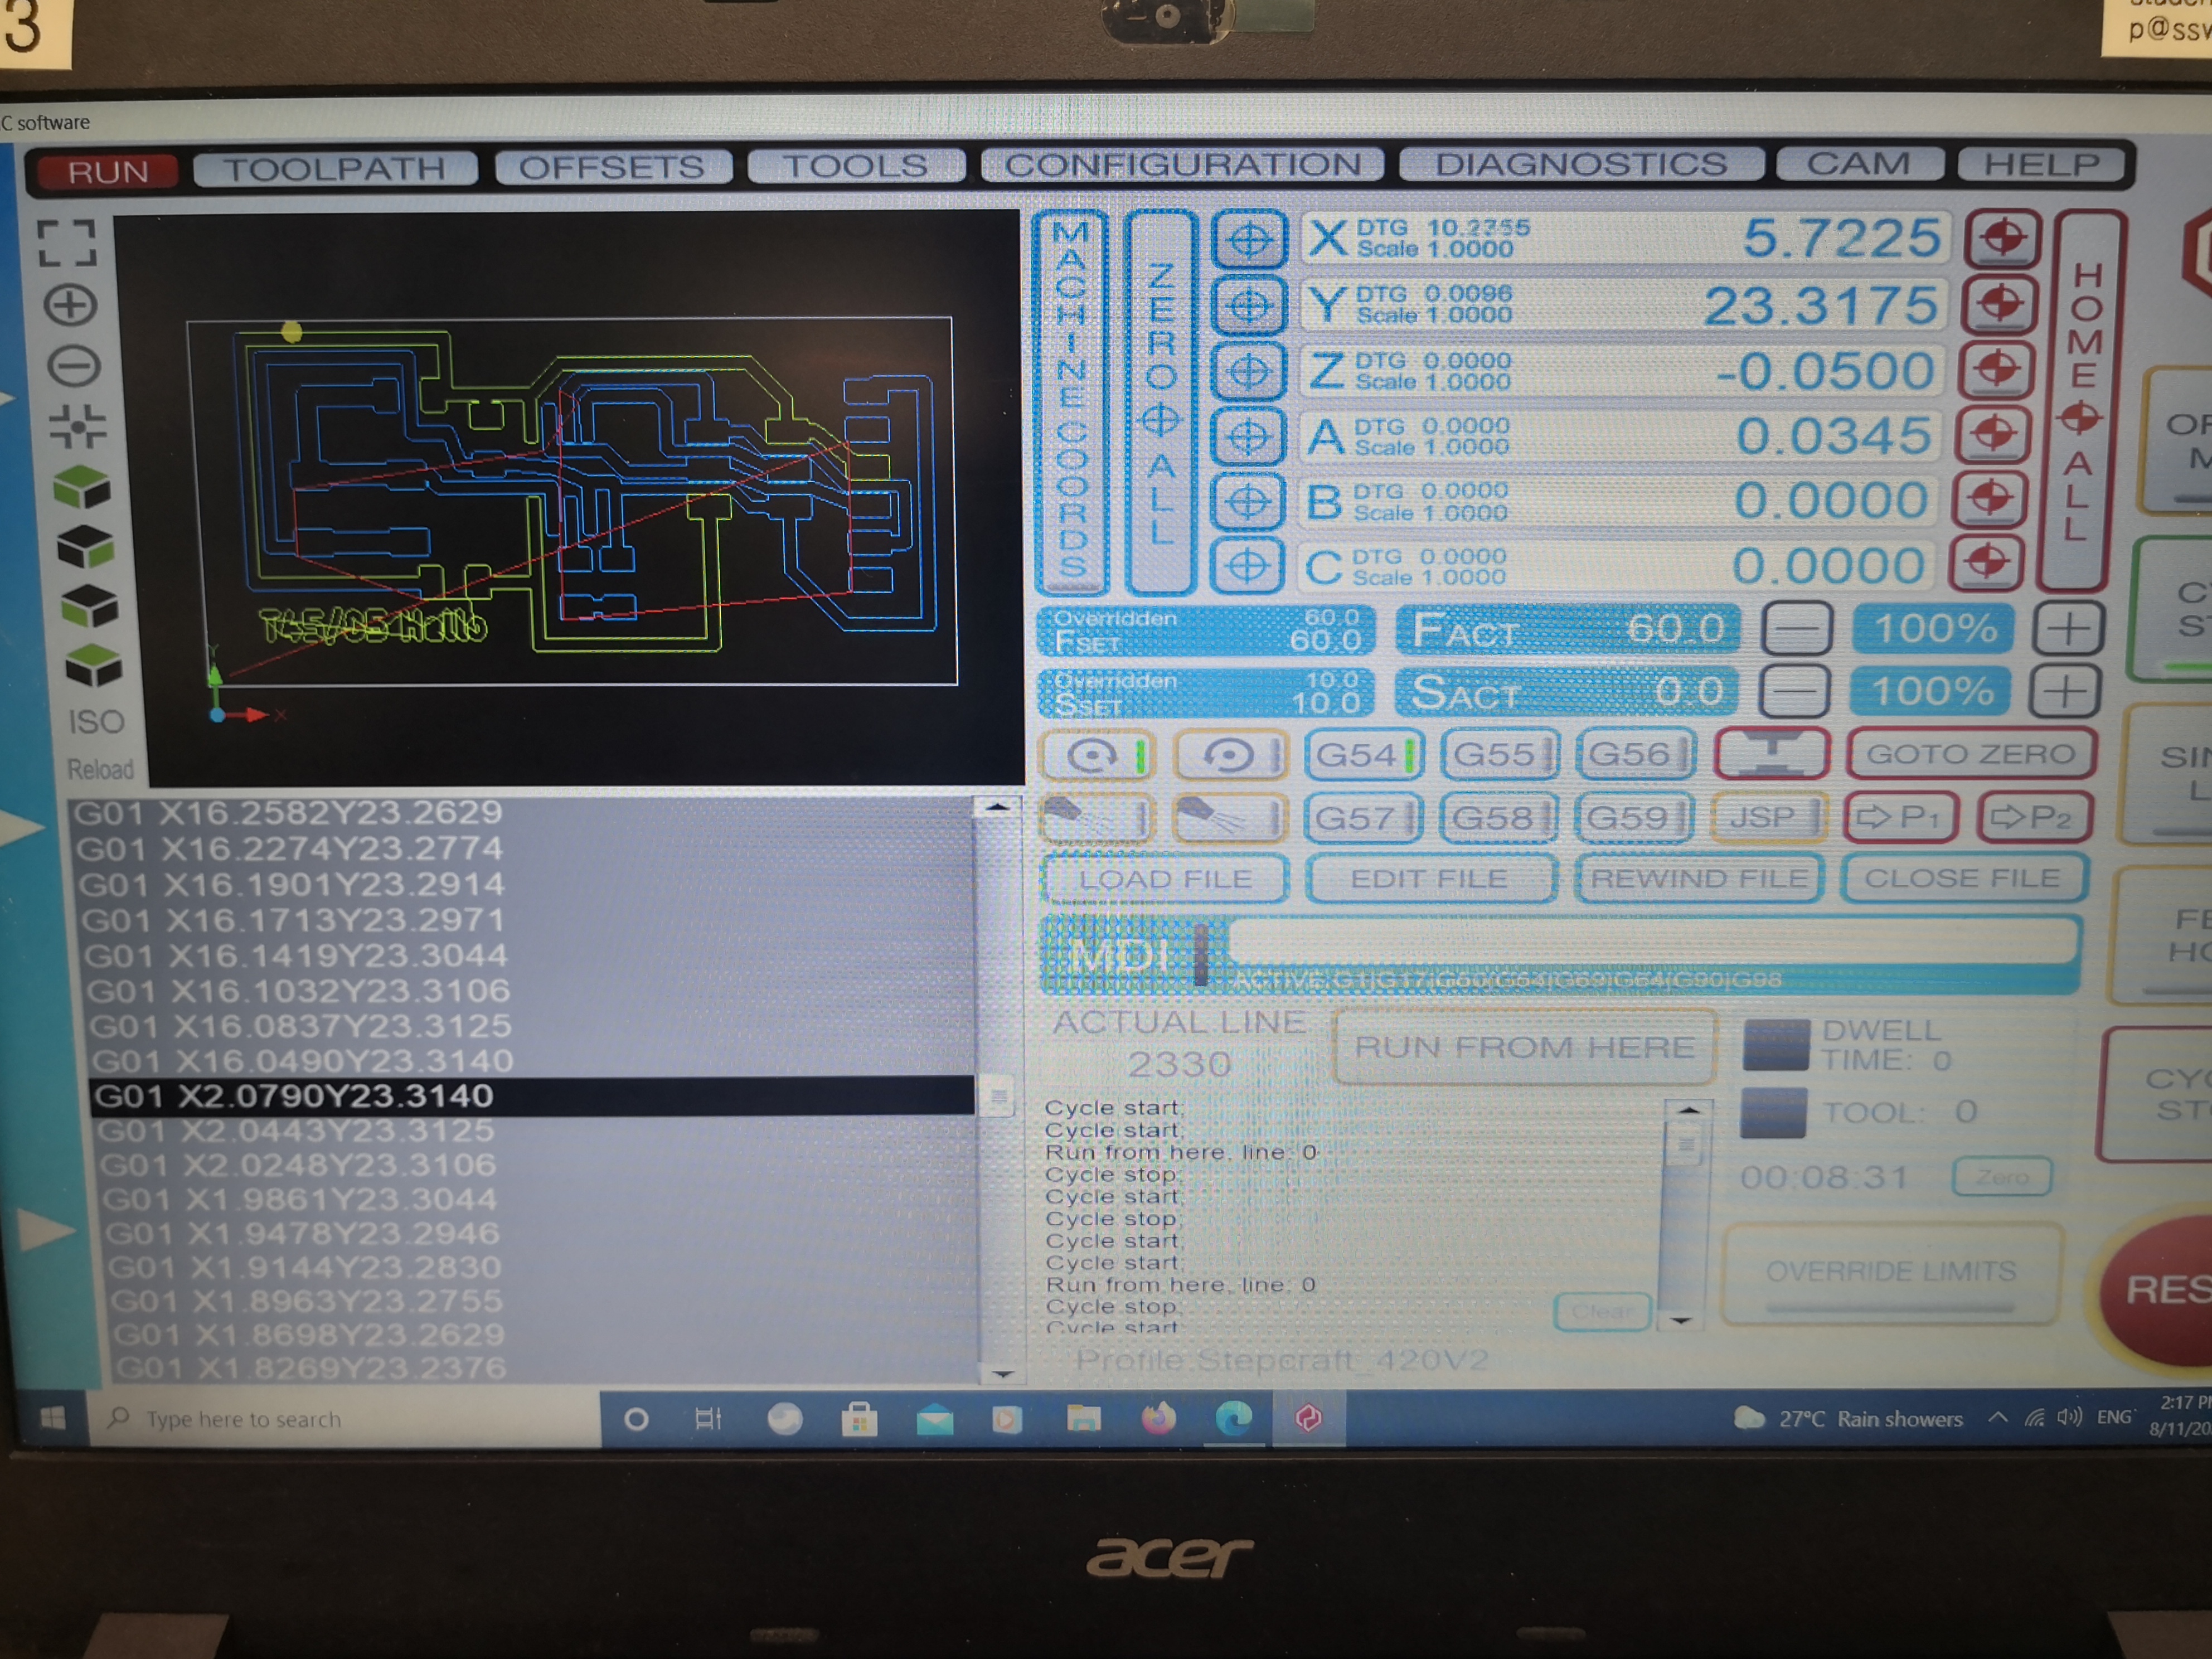 3
p@ssw
C software
RUN TOOLPATH OFFSETS TOOLS CONFIGURATION DIAGNOSTICS CAM HELP
MACHINE COORDS
ZERO ALL
X DTG 10.2355 Scale 1.0000 5.7225
Y DTG 0.0096 Scale 1.0000 23.3175
Z DTG 0.0000 Scale 1.0000 -0.0500
A DTG 0.0000 Scale 1.0000 0.0345
B DTG 0.0000 Scale 1.0000 0.0000
C DTG 0.0000 Scale 1.0000 0.0000
HOME ALL
T45/85 Hello
Y
X
ISO
Reload
Overridden 60.0
FSET 60.0
FACT 60.0
100%
Overridden 10.0
SSET 10.0
SACT 0.0
100%
G54 G55 G56 GOTO ZERO
G57 G58 G59 JSP P1 P2
LOAD FILE EDIT FILE REWIND FILE CLOSE FILE
MDI
ACTIVE:G1|G17|G50|G54|G69|G64|G90|G98
G01 X16.2582Y23.2629
G01 X16.2274Y23.2774
G01 X16.1901Y23.2914
G01 X16.1713Y23.2971
G01 X16.1419Y23.3044
G01 X16.1032Y23.3106
G01 X16.0837Y23.3125
G01 X16.0490Y23.3140
G01 X2.0790Y23.3140
G01 X2.0443Y23.3125
G01 X2.0248Y23.3106
G01 X1.9861Y23.3044
G01 X1.9478Y23.2946
G01 X1.9144Y23.2830
G01 X1.8963Y23.2755
G01 X1.8698Y23.2629
G01 X1.8269Y23.2376
ACTUAL LINE
2330
RUN FROM HERE
DWELL
TIME: 0
TOOL: 0
00:08:31 Zero
Cycle start;
Cycle start;
Run from here, line: 0
Cycle stop;
Cycle start;
Cycle stop;
Cycle start;
Cycle start;
Run from here, line: 0
Cycle stop;
Cycle start
Clear
OVERRIDE LIMITS
Profile:Stepcraft_420V2
RES
Type here to search
27°C Rain showers
ENG
2:17 P
8/11/20
acer